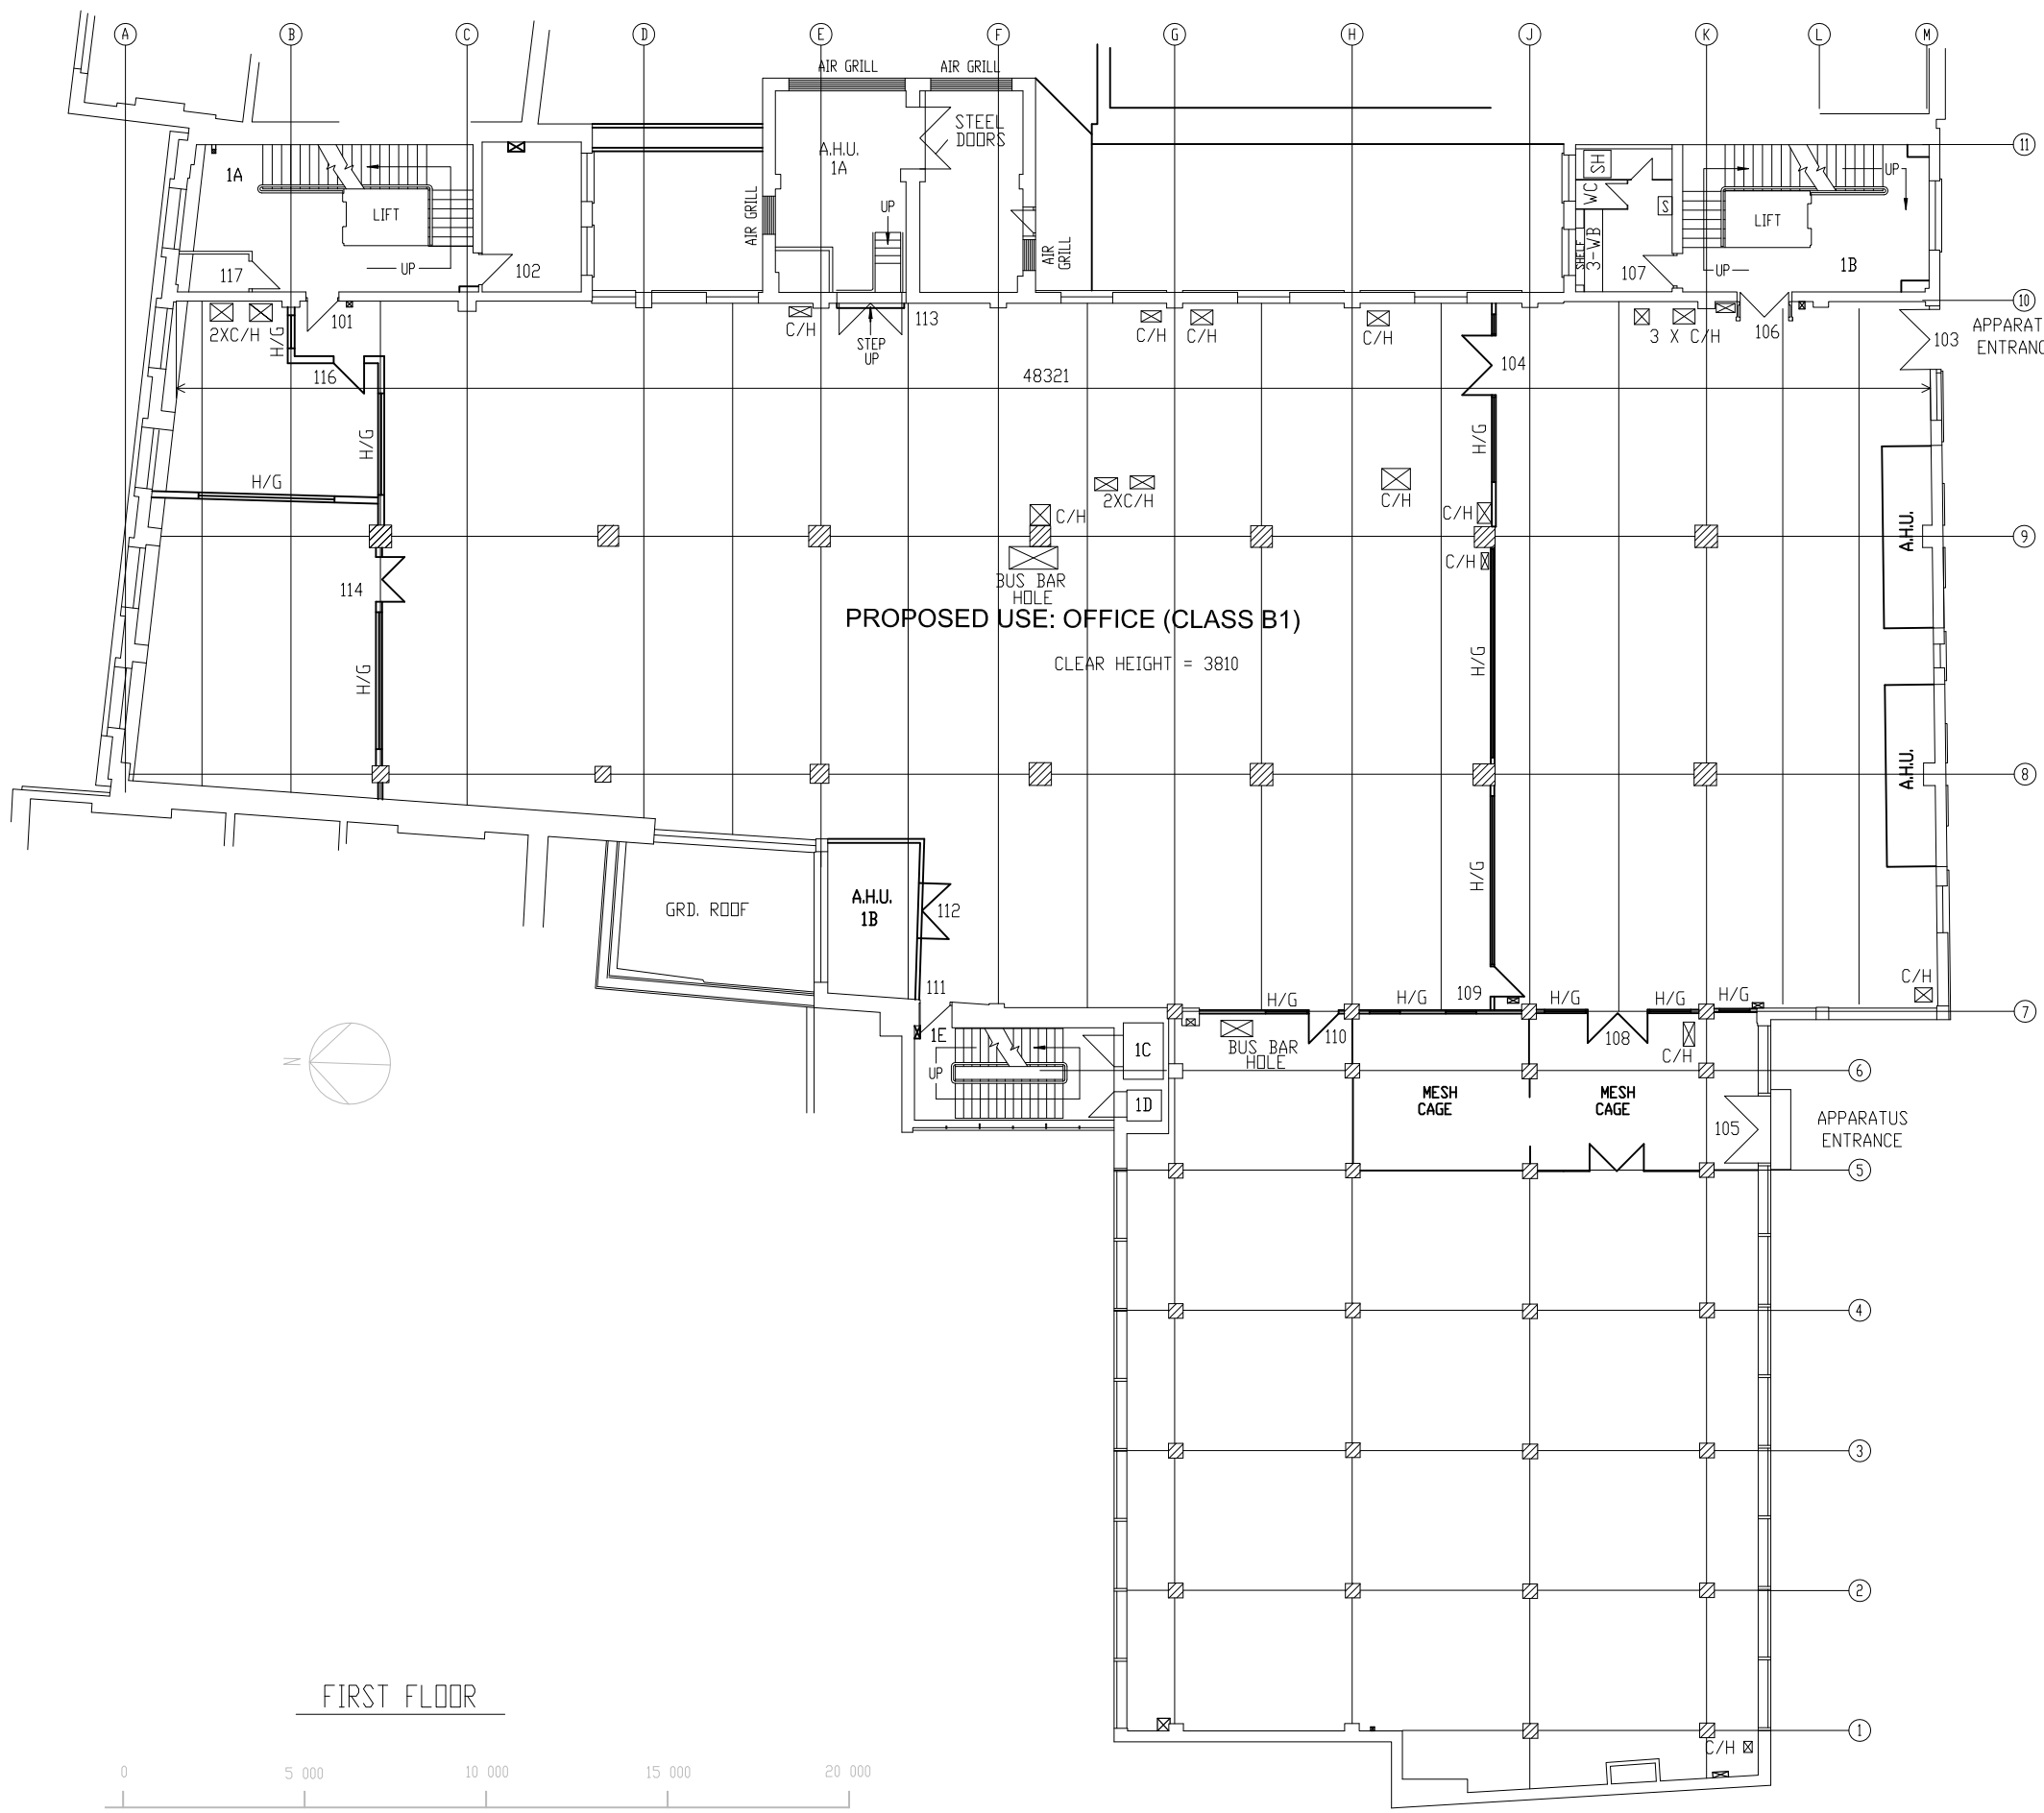 A B C D E F G H J K L M
AIR GRILL
AIR GRILL
STEEL
DOORS
11
1A
A.H.U.
1A
SH
WC
UP
S
LIFT
LIFT
AIR GRILL
UP
AIR
GRILL
SHELF
3-WB
117
UP
102
107
UP
1B
10
2XC/H
H/G
101
C/H
113
C/H
C/H
C/H
3 X C/H
106
103
APPARAT
ENTRANC
STEP
UP
116
104
48321
H/G
H/G
H/G
2XC/H
C/H
C/H
C/H
A.H.U.
9
C/H
BUS BAR
HOLE
114
PROPOSED USE: OFFICE (CLASS B1)
CLEAR HEIGHT = 3810
H/G
H/G
A.H.U.
8
H/G
GRD. ROOF
A.H.U.
1B
112
111
109
C/H
H/G
H/G
H/G
H/G
H/G
7
1E
1C
BUS BAR
HOLE
110
108
C/H
N
UP
6
1D
MESH
CAGE
MESH
CAGE
105
APPARATUS
ENTRANCE
5
4
3
2
1
C/H
FIRST FLOOR
0 5 000 10 000 15 000 20 000